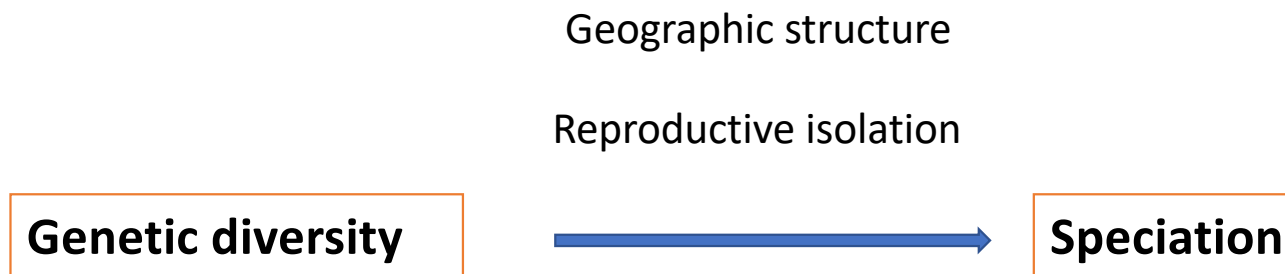 Geographic structure
Reproductive isolation
Genetic diversity
Speciation